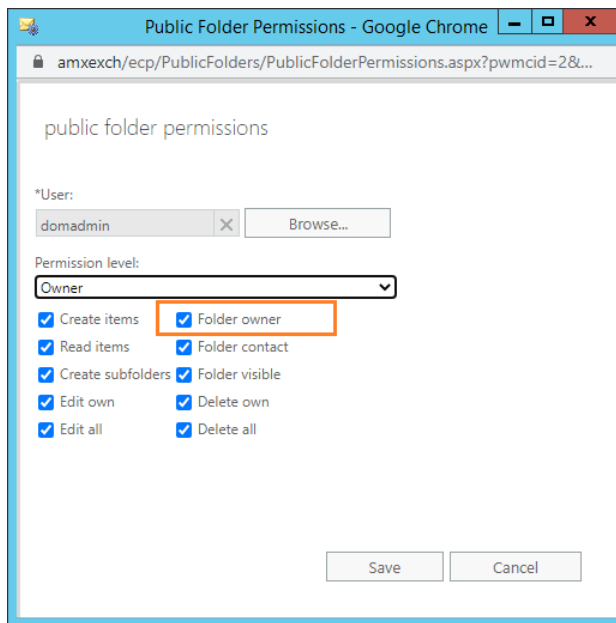 Public Folder Permissions - Google Chrome
amxexch/ecp/PublicFolders/PublicFolderPermissions.aspx?pwmcid=2&...
public folder permissions
*User:
domadmin Browse...
Permission level:
Owner
Create items Folder owner
Read items Folder contact
Create subfolders Folder visible
Edit own Delete own
Edit all Delete all
Save Cancel